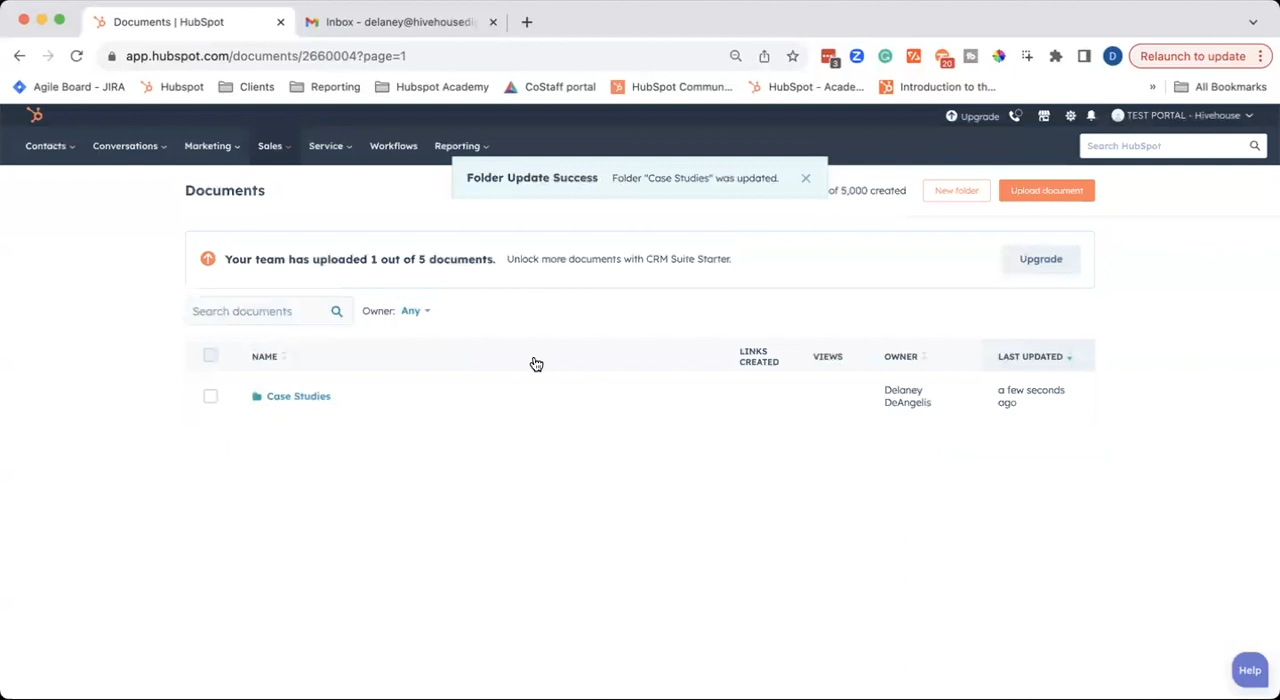 Documents | HubSpot
Inbox - delaney@hivehousedi
app.hubspot.com/documents/2660004?page=1
3
20
D
Relaunch to update
Agile Board - JIRA
Hubspot
Clients
Reporting
Hubspot Academy
CoStaff portal
HubSpot Commun...
HubSpot - Acade...
Introduction to th...
»
All Bookmarks
Upgrade
TEST PORTAL - Hivehouse
Contacts
Conversations
Marketing
Sales
Service
Workflows
Reporting
Search HubSpot
Documents
Folder Update Success
Folder "Case Studies" was updated.
of 5,000 created
New folder
Upload document
Your team has uploaded 1 out of 5 documents.
Unlock more documents with CRM Suite Starter.
Upgrade
Search documents
Owner: Any
NAME
LINKS
CREATED
VIEWS
OWNER
LAST UPDATED
Case Studies
Delaney
DeAngelis
a few seconds
ago
Help